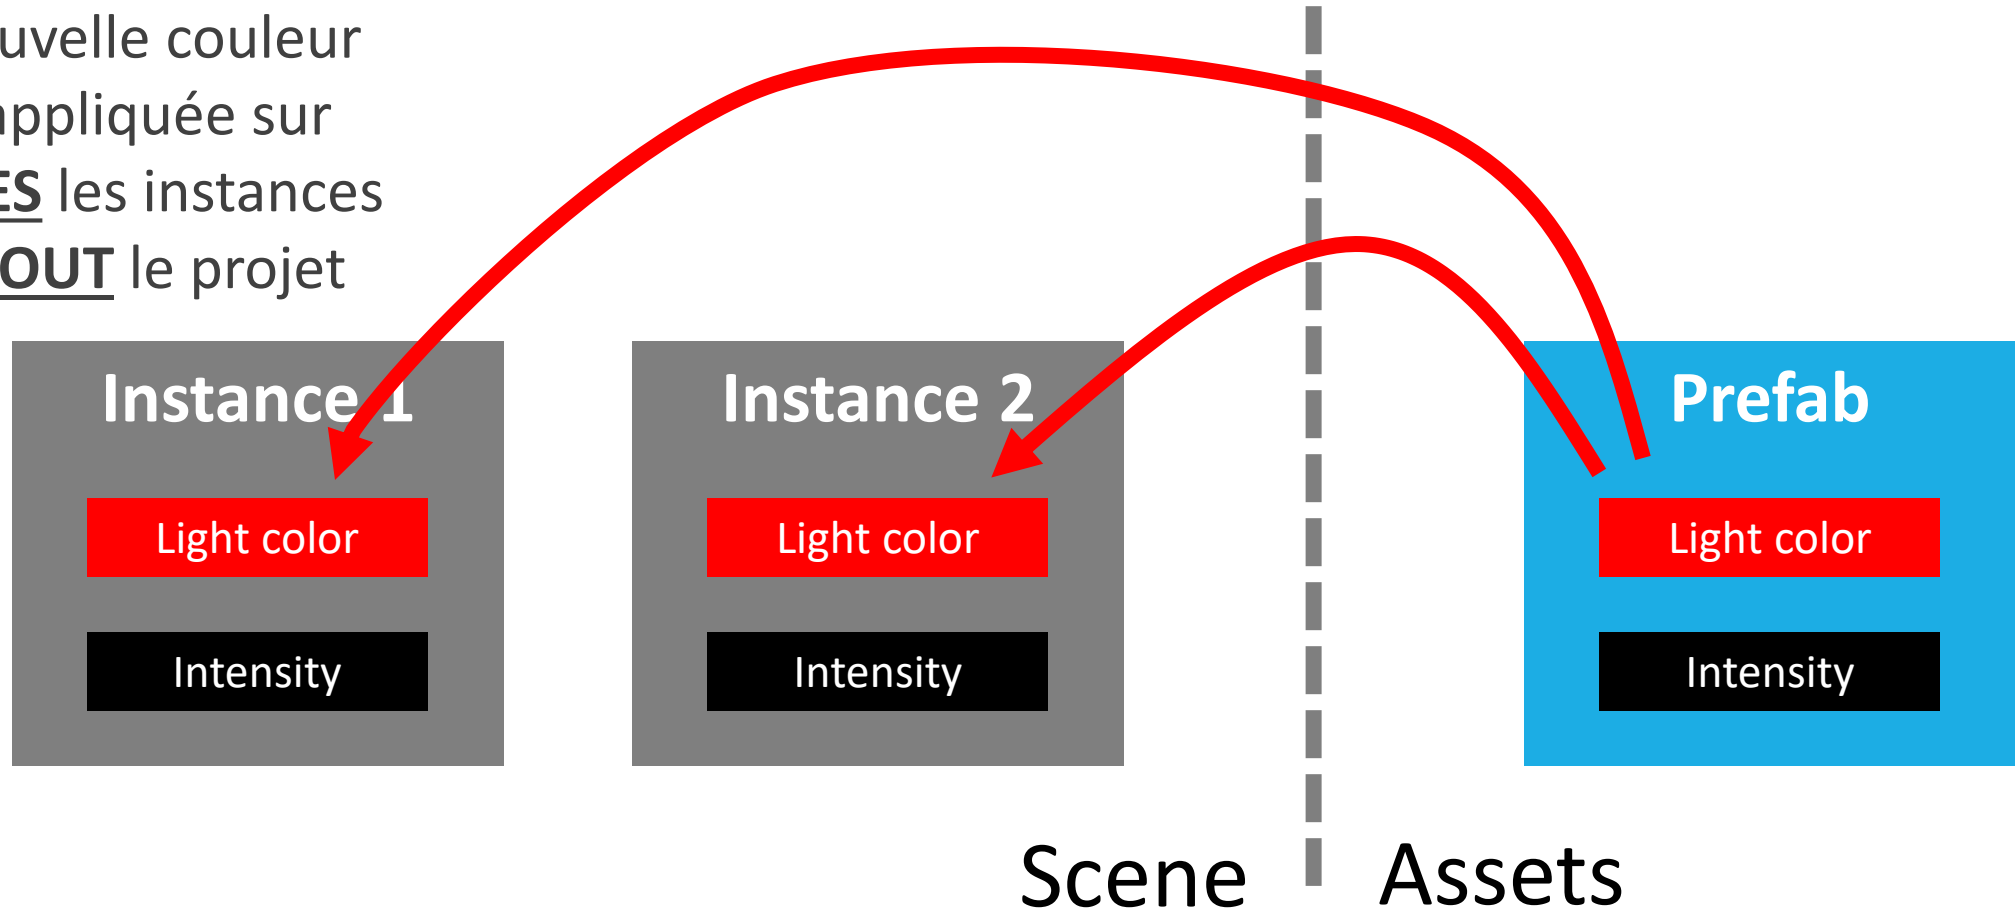 uvelle couleur
appliquée sur
ES les instances
OUT le projet
Instance 1
Light color
Intensity
Instance 2
Light color
Intensity
Prefab
Light color
Intensity
Scene
Assets